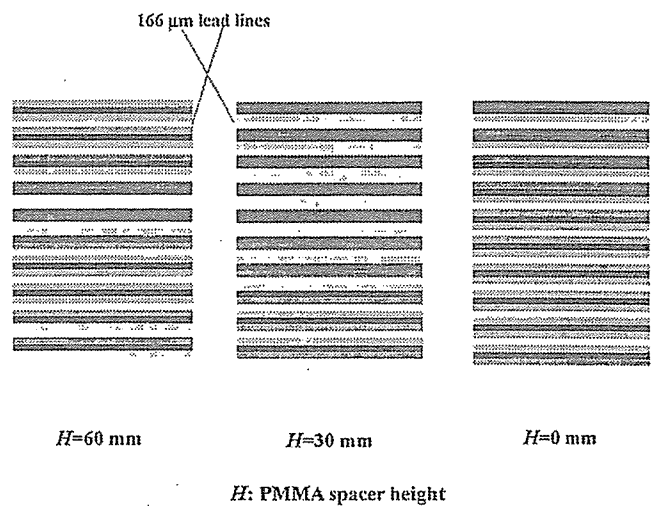 166 μm lead lines
H=60 mm
H=30 mm
H=0 mm
H: PMMA spacer height